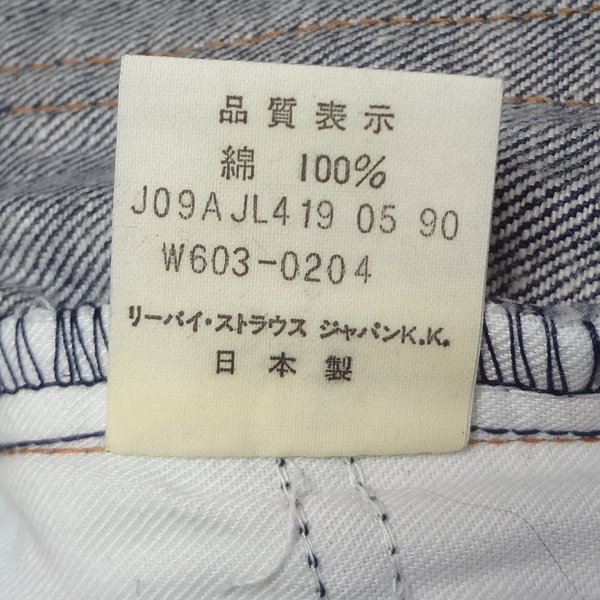 品質表示
綿 100%
J09AJL419 05 90
W603-0204
リーバイ・ストラウス ジャパンK.K.
日本製